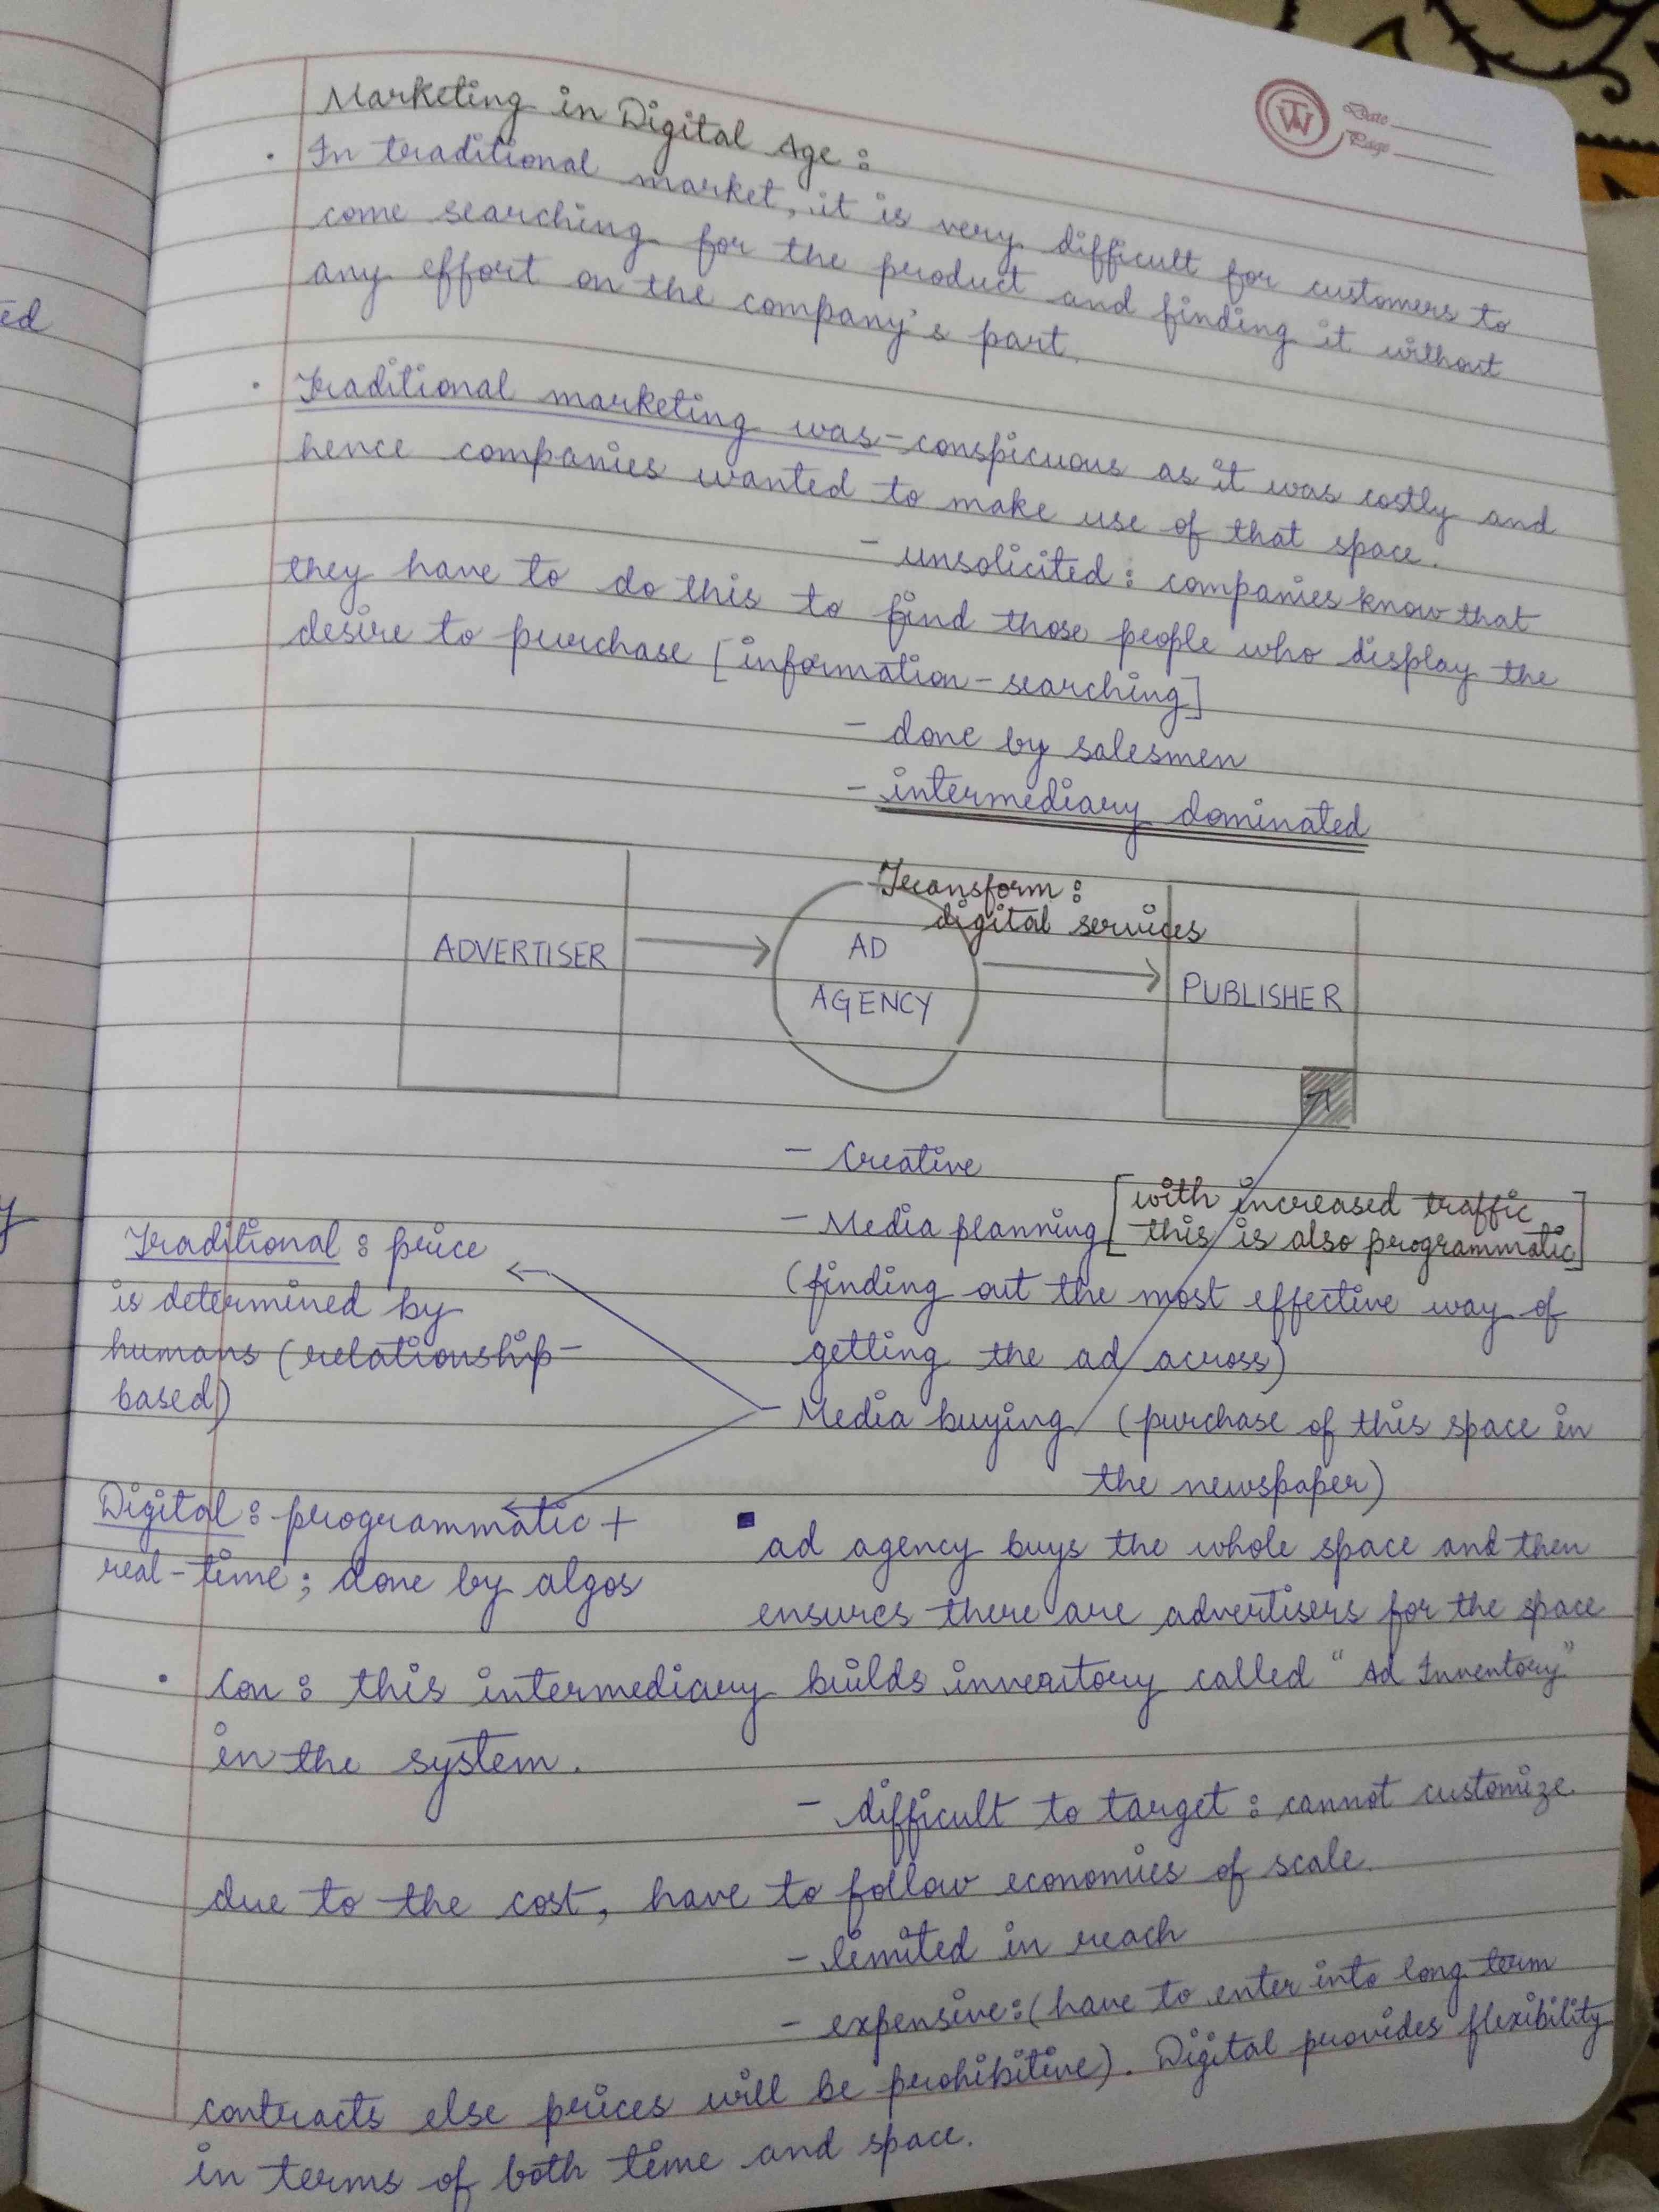 Date
Page
Marketing in Digital Age :
· In traditional market, it is very difficult for customers to
come searching for the product and finding it without
any effort on the company's part.
· Traditional marketing was - conspicuous as it was costly and
hence companies wanted to make use of that space.
- unsolicited : companies know that
they have to do this to find those people who display the
desire to purchase [information - searching]
- done by salesmen
- intermediary dominated
Transform :
digital services
ADVERTISER
AD
AGENCY
PUBLISHER
- Creative
- Media planning [with increased traffic
this is also programmatic]
(finding out the most effective way of
getting the ad across)
- Media buying (purchase of this space in
the newspaper)
Traditional : price
is determined by
humans (relationship-
based)
Digital : programmatic +
real-time ; done by algos
▪ ad agency buys the whole space and then
ensures there are advertisers for the space
· Con : this intermediary builds inventory called "Ad Inventory"
in the system.
- difficult to target : cannot customize
due to the cost, have to follow economies of scale.
- limited in reach
- expensive : (have to enter into long term
contracts else prices will be prohibitive). Digital provides flexibility
in terms of both time and space.
ed
y